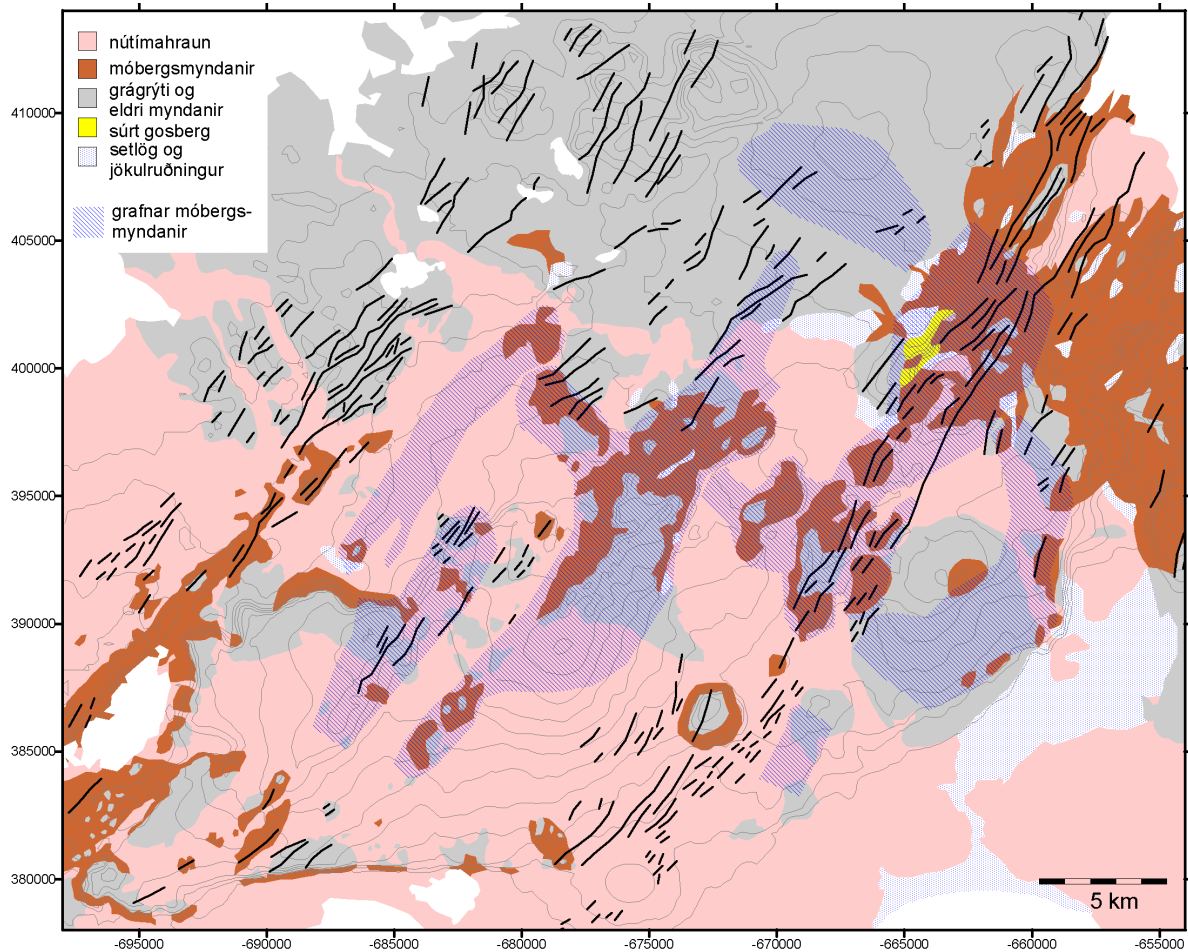 nútímahraun
móbergsmyndanir
grágrýti og
eldri myndanir
súrt gosberg
setlög og
jökulruðningur
grafnar móbergs-
myndanir
410000
405000
400000
395000
390000
385000
380000
5 km
-695000
-690000
-685000
-680000
-675000
-670000
-665000
-660000
-655000